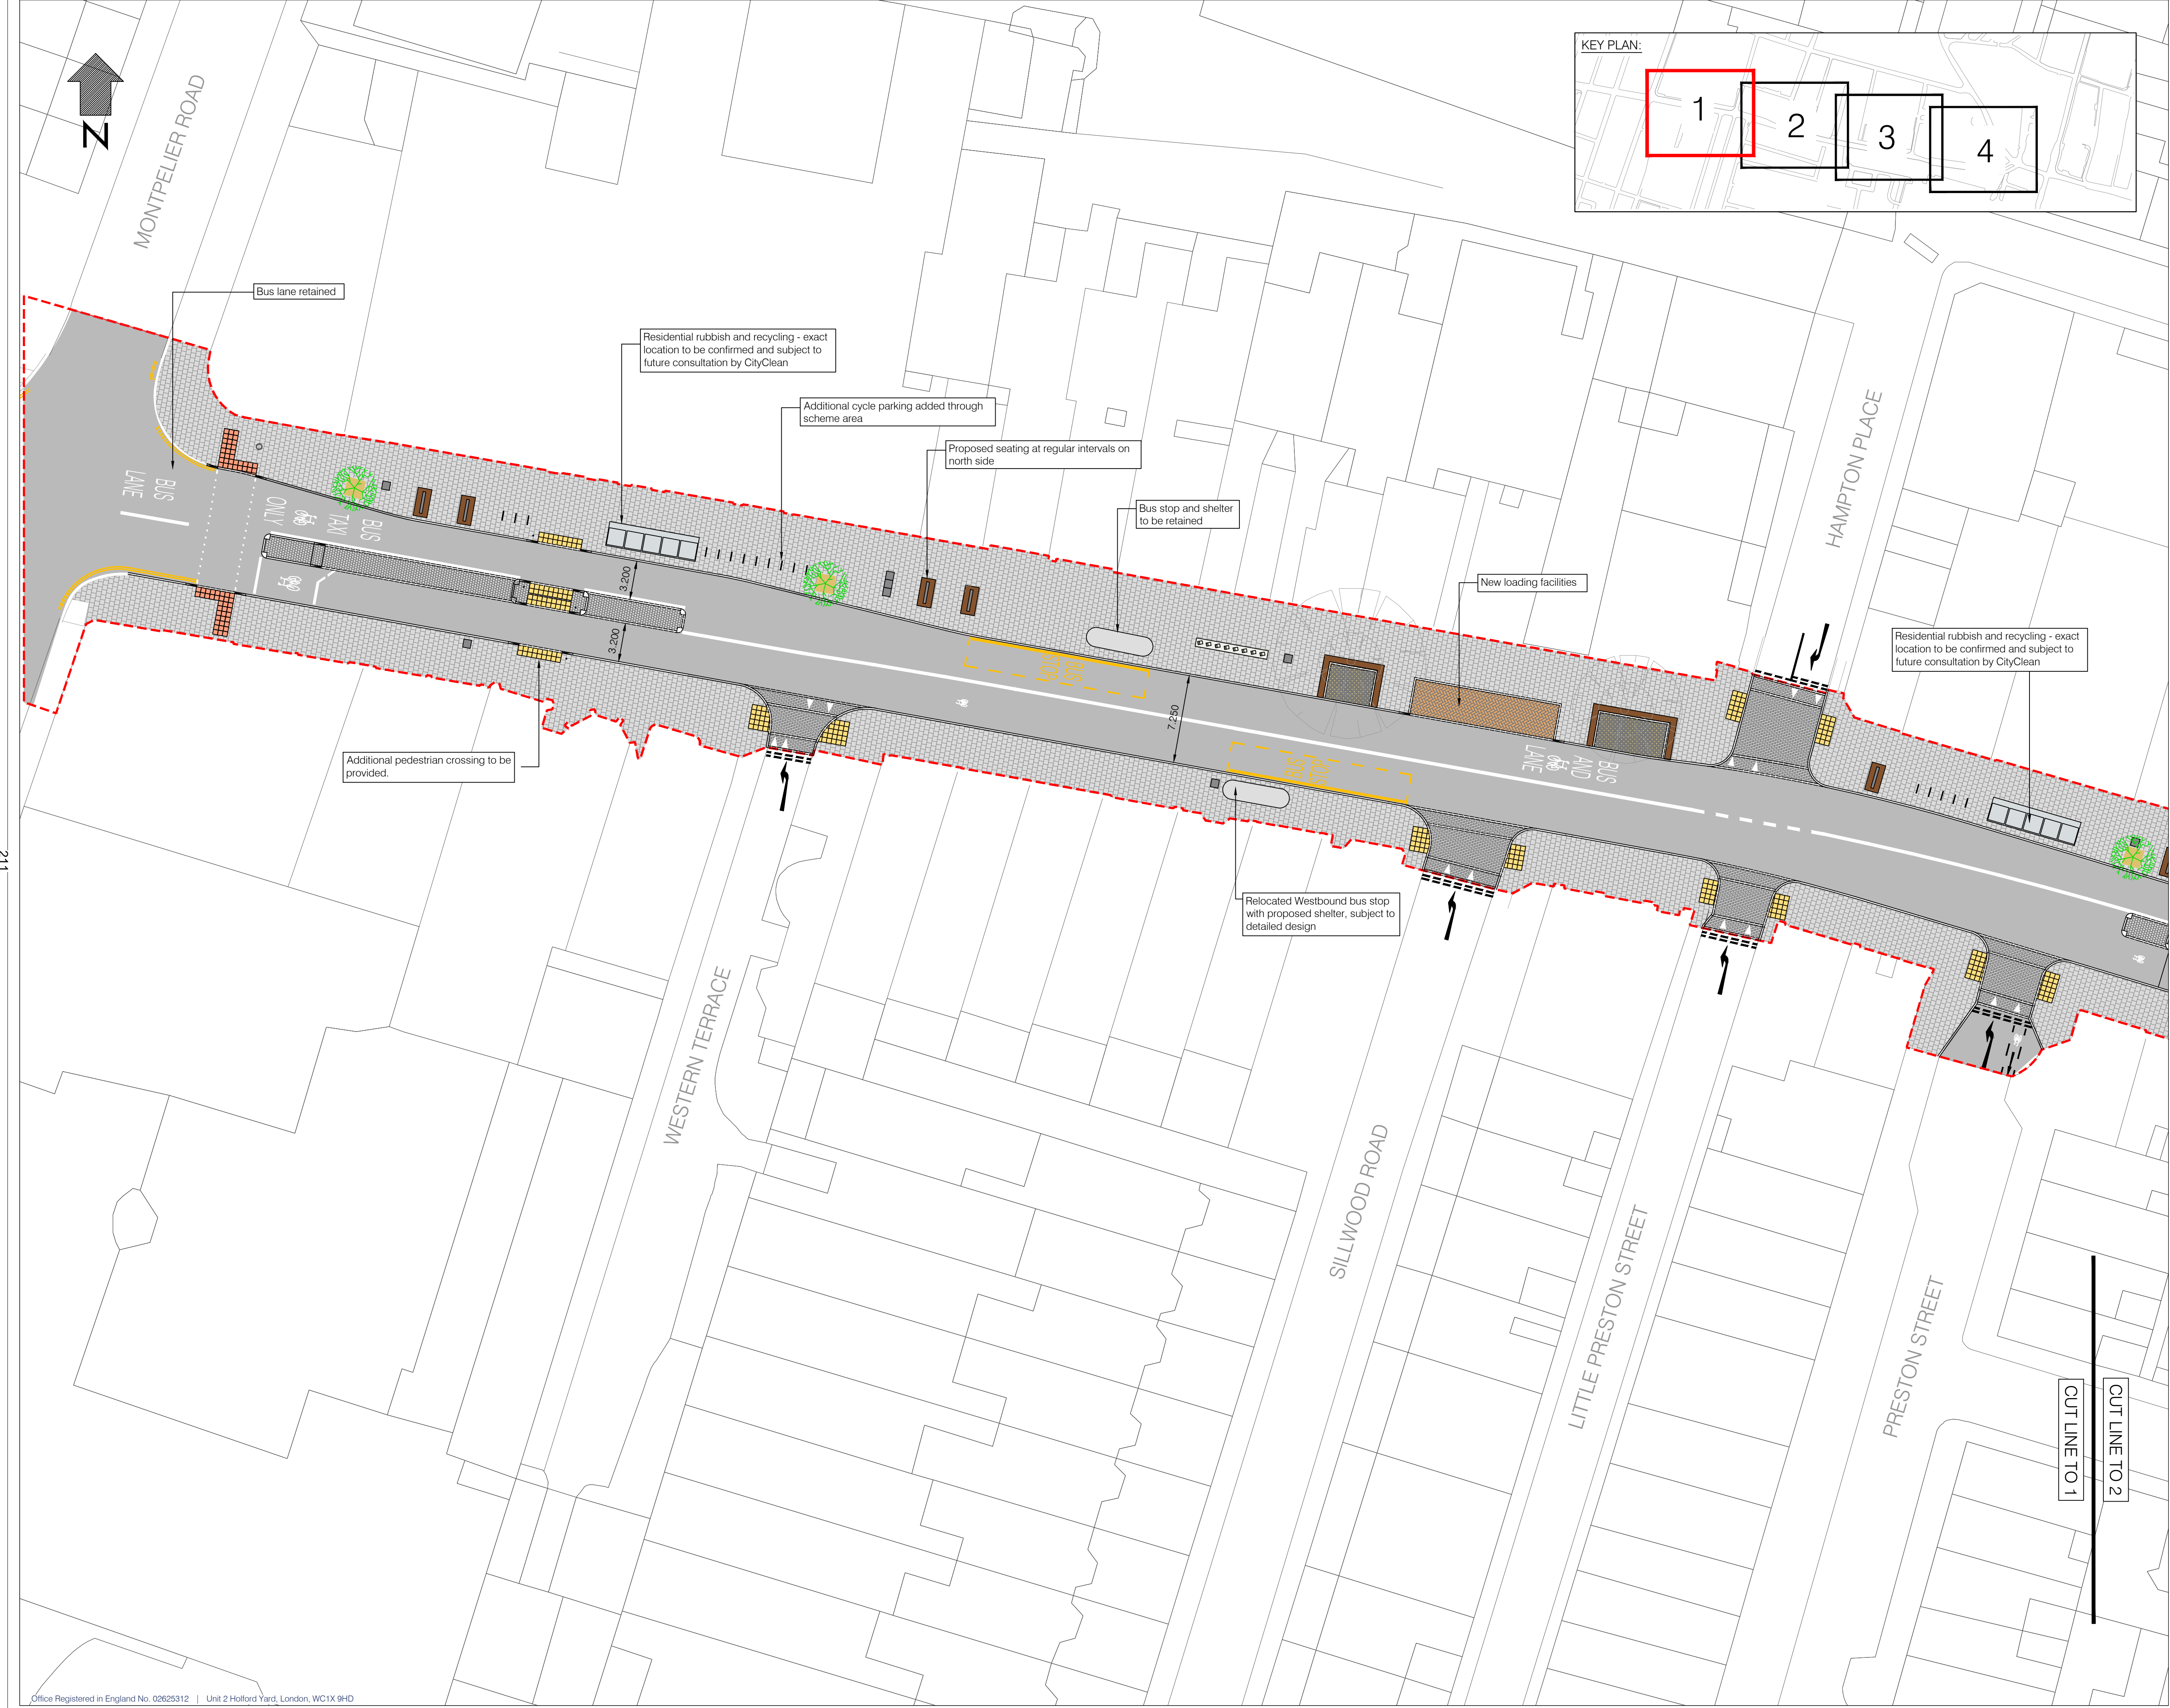 KEY PLAN:
1
2
3
4
N
MONTPELIER ROAD
Bus lane retained
Residential rubbish and recycling - exact
location to be confirmed and subject to
future consultation by CityClean
Additional cycle parking added through
scheme area
Proposed seating at regular intervals on
north side
Bus stop and shelter
to be retained
New loading facilities
HAMPTON PLACE
Residential rubbish and recycling - exact
location to be confirmed and subject to
future consultation by CityClean
BUS
LANE
BUS
TAXI
ONLY
3.200
3.200
7.250
BUS
AND
LANE
Additional pedestrian crossing to be
provided.
Relocated Westbound bus stop
with proposed shelter, subject to
detailed design
WESTERN TERRACE
SILLWOOD ROAD
LITTLE PRESTON STREET
PRESTON STREET
CUT LINE TO 2
CUT LINE TO 1
211
Office Registered in England No. 02625312 | Unit 2 Holford Yard, London, WC1X 9HD